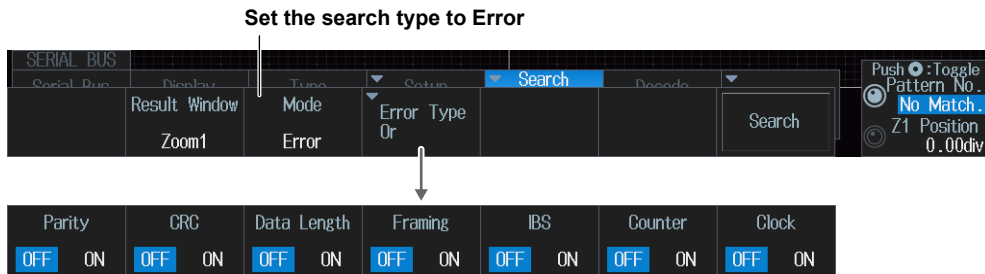 Set the search type to Error
SERIAL BUS
Serial Bus Display Type Setup Search Decode
Result Window
Zoom1
Mode
Error
Error Type
Or
Search
Push :Toggle
Pattern No.
No Match.
Z1 Position
0.00div
Parity CRC Data Length Framing IBS Counter Clock
OFF ON OFF ON OFF ON OFF ON OFF ON OFF ON OFF ON